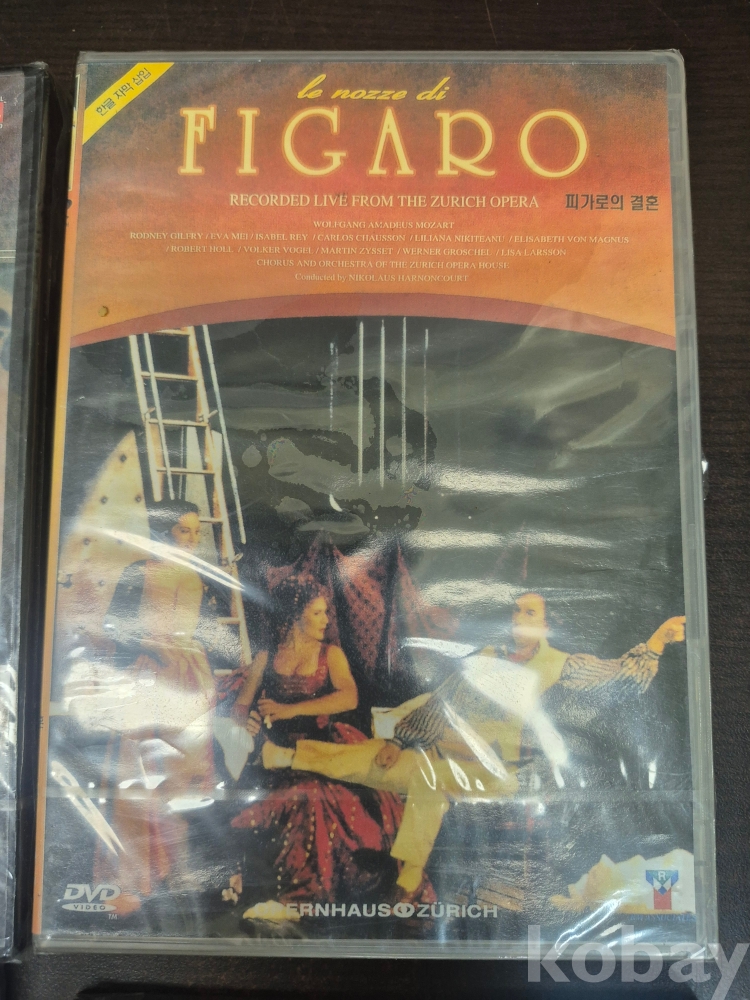 한글 자막 삽입
le nozze di
FIGARO
RECORDED LIVE FROM THE ZURICH OPERA 피가로의 결혼
WOLFGANG AMADEUS MOZART
RODNEY GILFRY / EVA MEI / ISABEL REY / CARLOS CHAUSSON / LILIANA NIKITEANU / ELISABETH VON MAGNUS
/ ROBERT HOLL / VOLKER VOGEL / MARTIN ZYSSET / WERNER GROSCHEL / LISA LARSSON
CHORUS AND ORCHESTRA OF THE ZURICH OPERA HOUSE
Conducted by NIKOLAUS HARNONCOURT
DVD
VIDEO
TM
ERNHAUS ZÜRICH
R
kobay